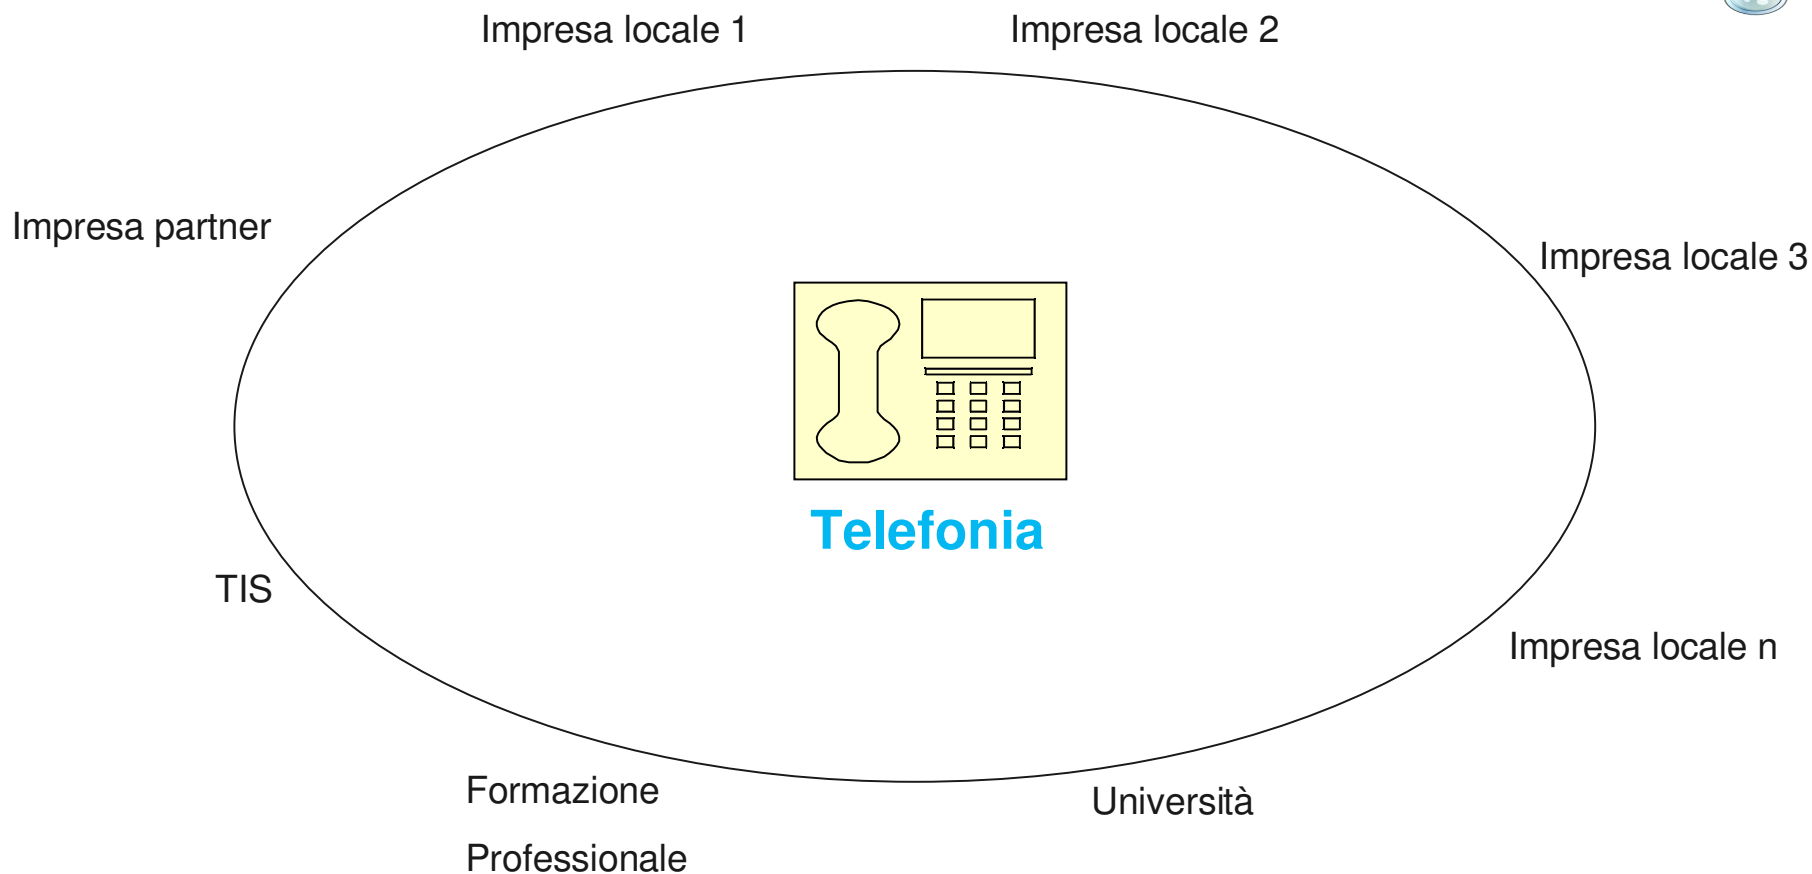 Impresa locale 1
Impresa locale 2
Impresa partner
Impresa locale 3
Telefonia
TIS
Impresa locale n
Formazione
Professionale
Università